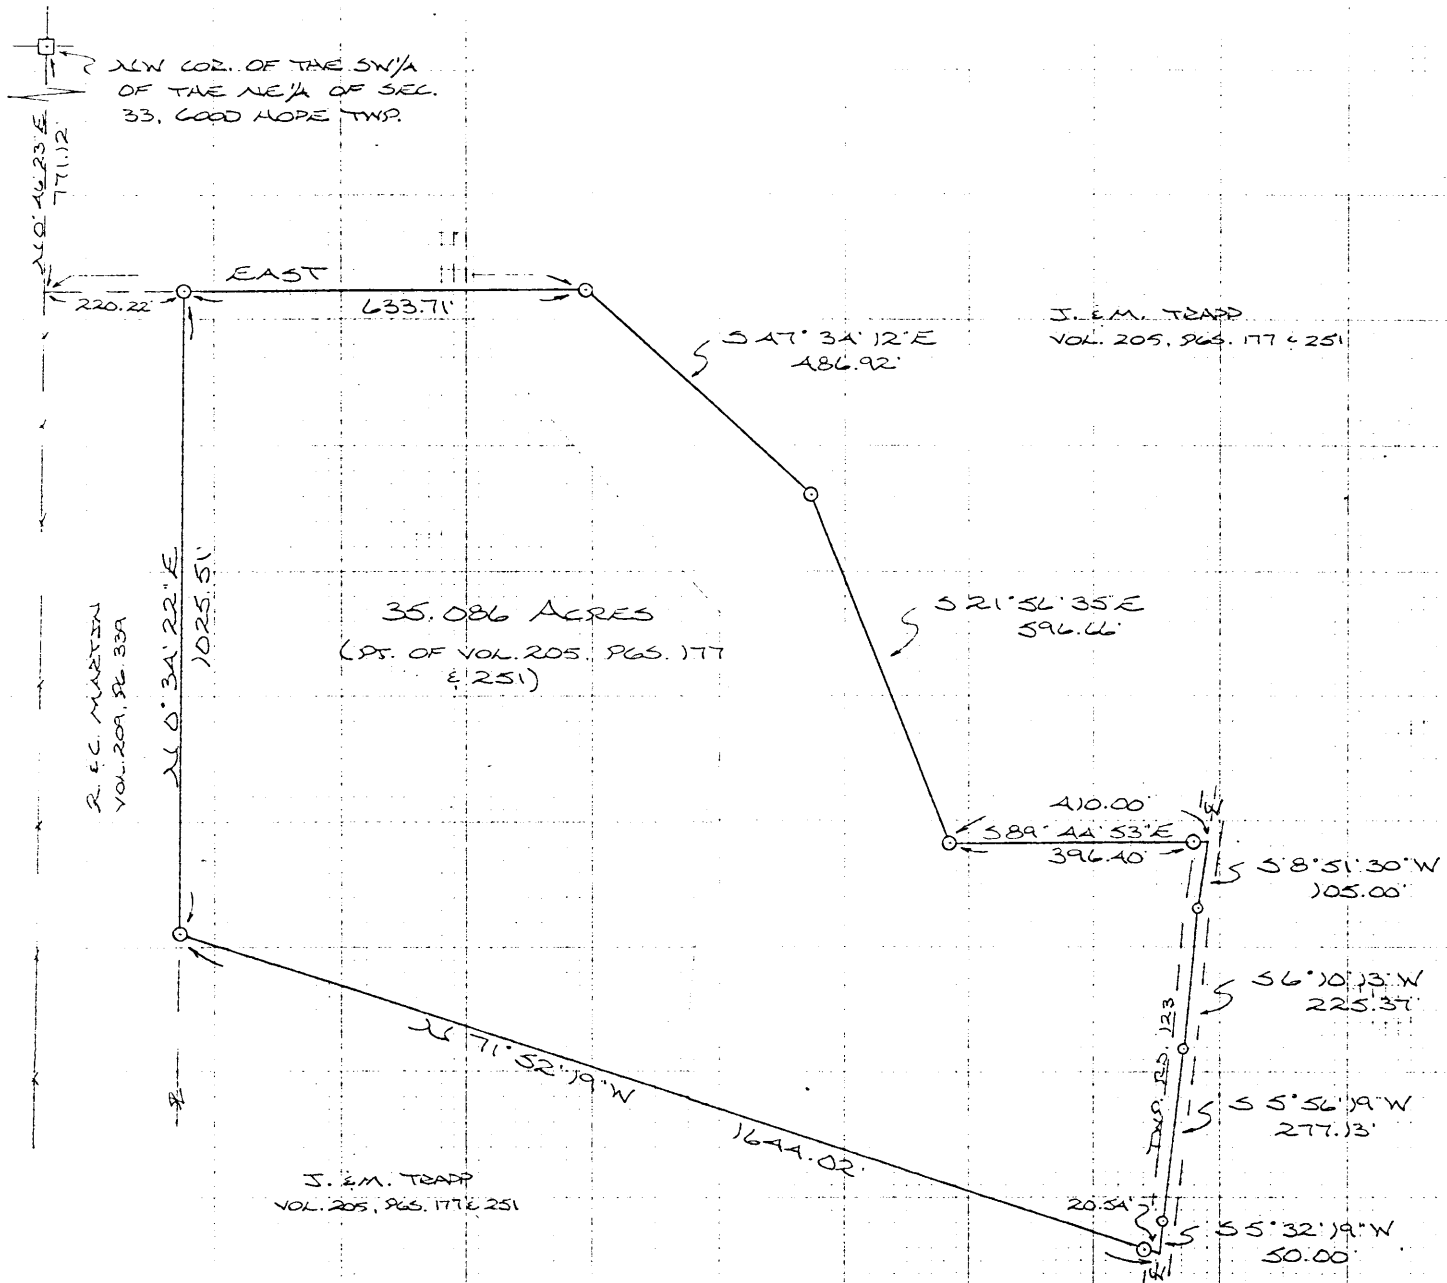 NW COR. OF THE SW1/4
OF THE NE1/4 OF SEC.
33, GOOD HOPE TWP.
N 0° 46' 23" E
771.12'
220.22'
EAST
633.71'
S 47° 34' 12" E
486.92'
J. & M. TRAPP
VOL. 205, PGS. 177 & 251
N 0° 34' 22" E
1025.51'
R. & C. MARTIN
VOL. 209, PG. 339
35.086 ACRES
(PT. OF VOL. 205, PGS. 177
& 251)
S 21° 56' 35" E
596.66'
410.00'
S 89° 44' 53" E
396.40'
S 8° 51' 30" W
105.00'
S 6° 10' 13" W
225.37'
TWP. RD. 123
S 5° 56' 19" W
277.13'
N 71° 52' 19" W
1644.02'
J. & M. TRAPP
VOL. 205, PGS. 177 & 251
20.54'
S 5° 32' 19" W
50.00'